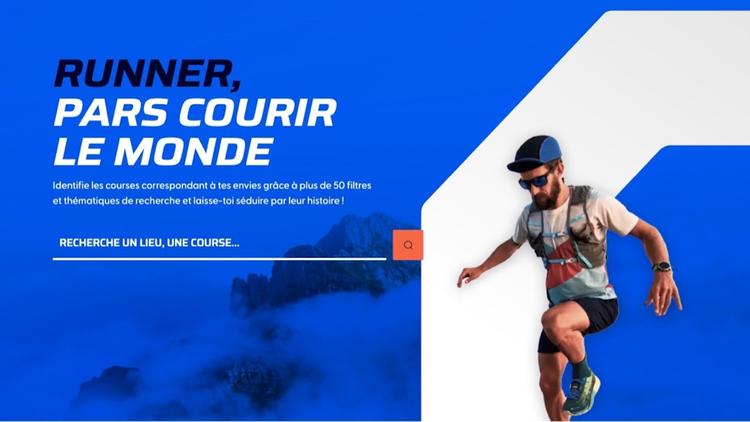 RUNNER,
PARS COURIR
LE MONDE
Identifie les courses correspondant à tes envies grâce à plus de 50 filtres
et thématiques de recherche et laisse-toi séduire par leur histoire !
RECHERCHE UN LIEU, UNE COURSE...